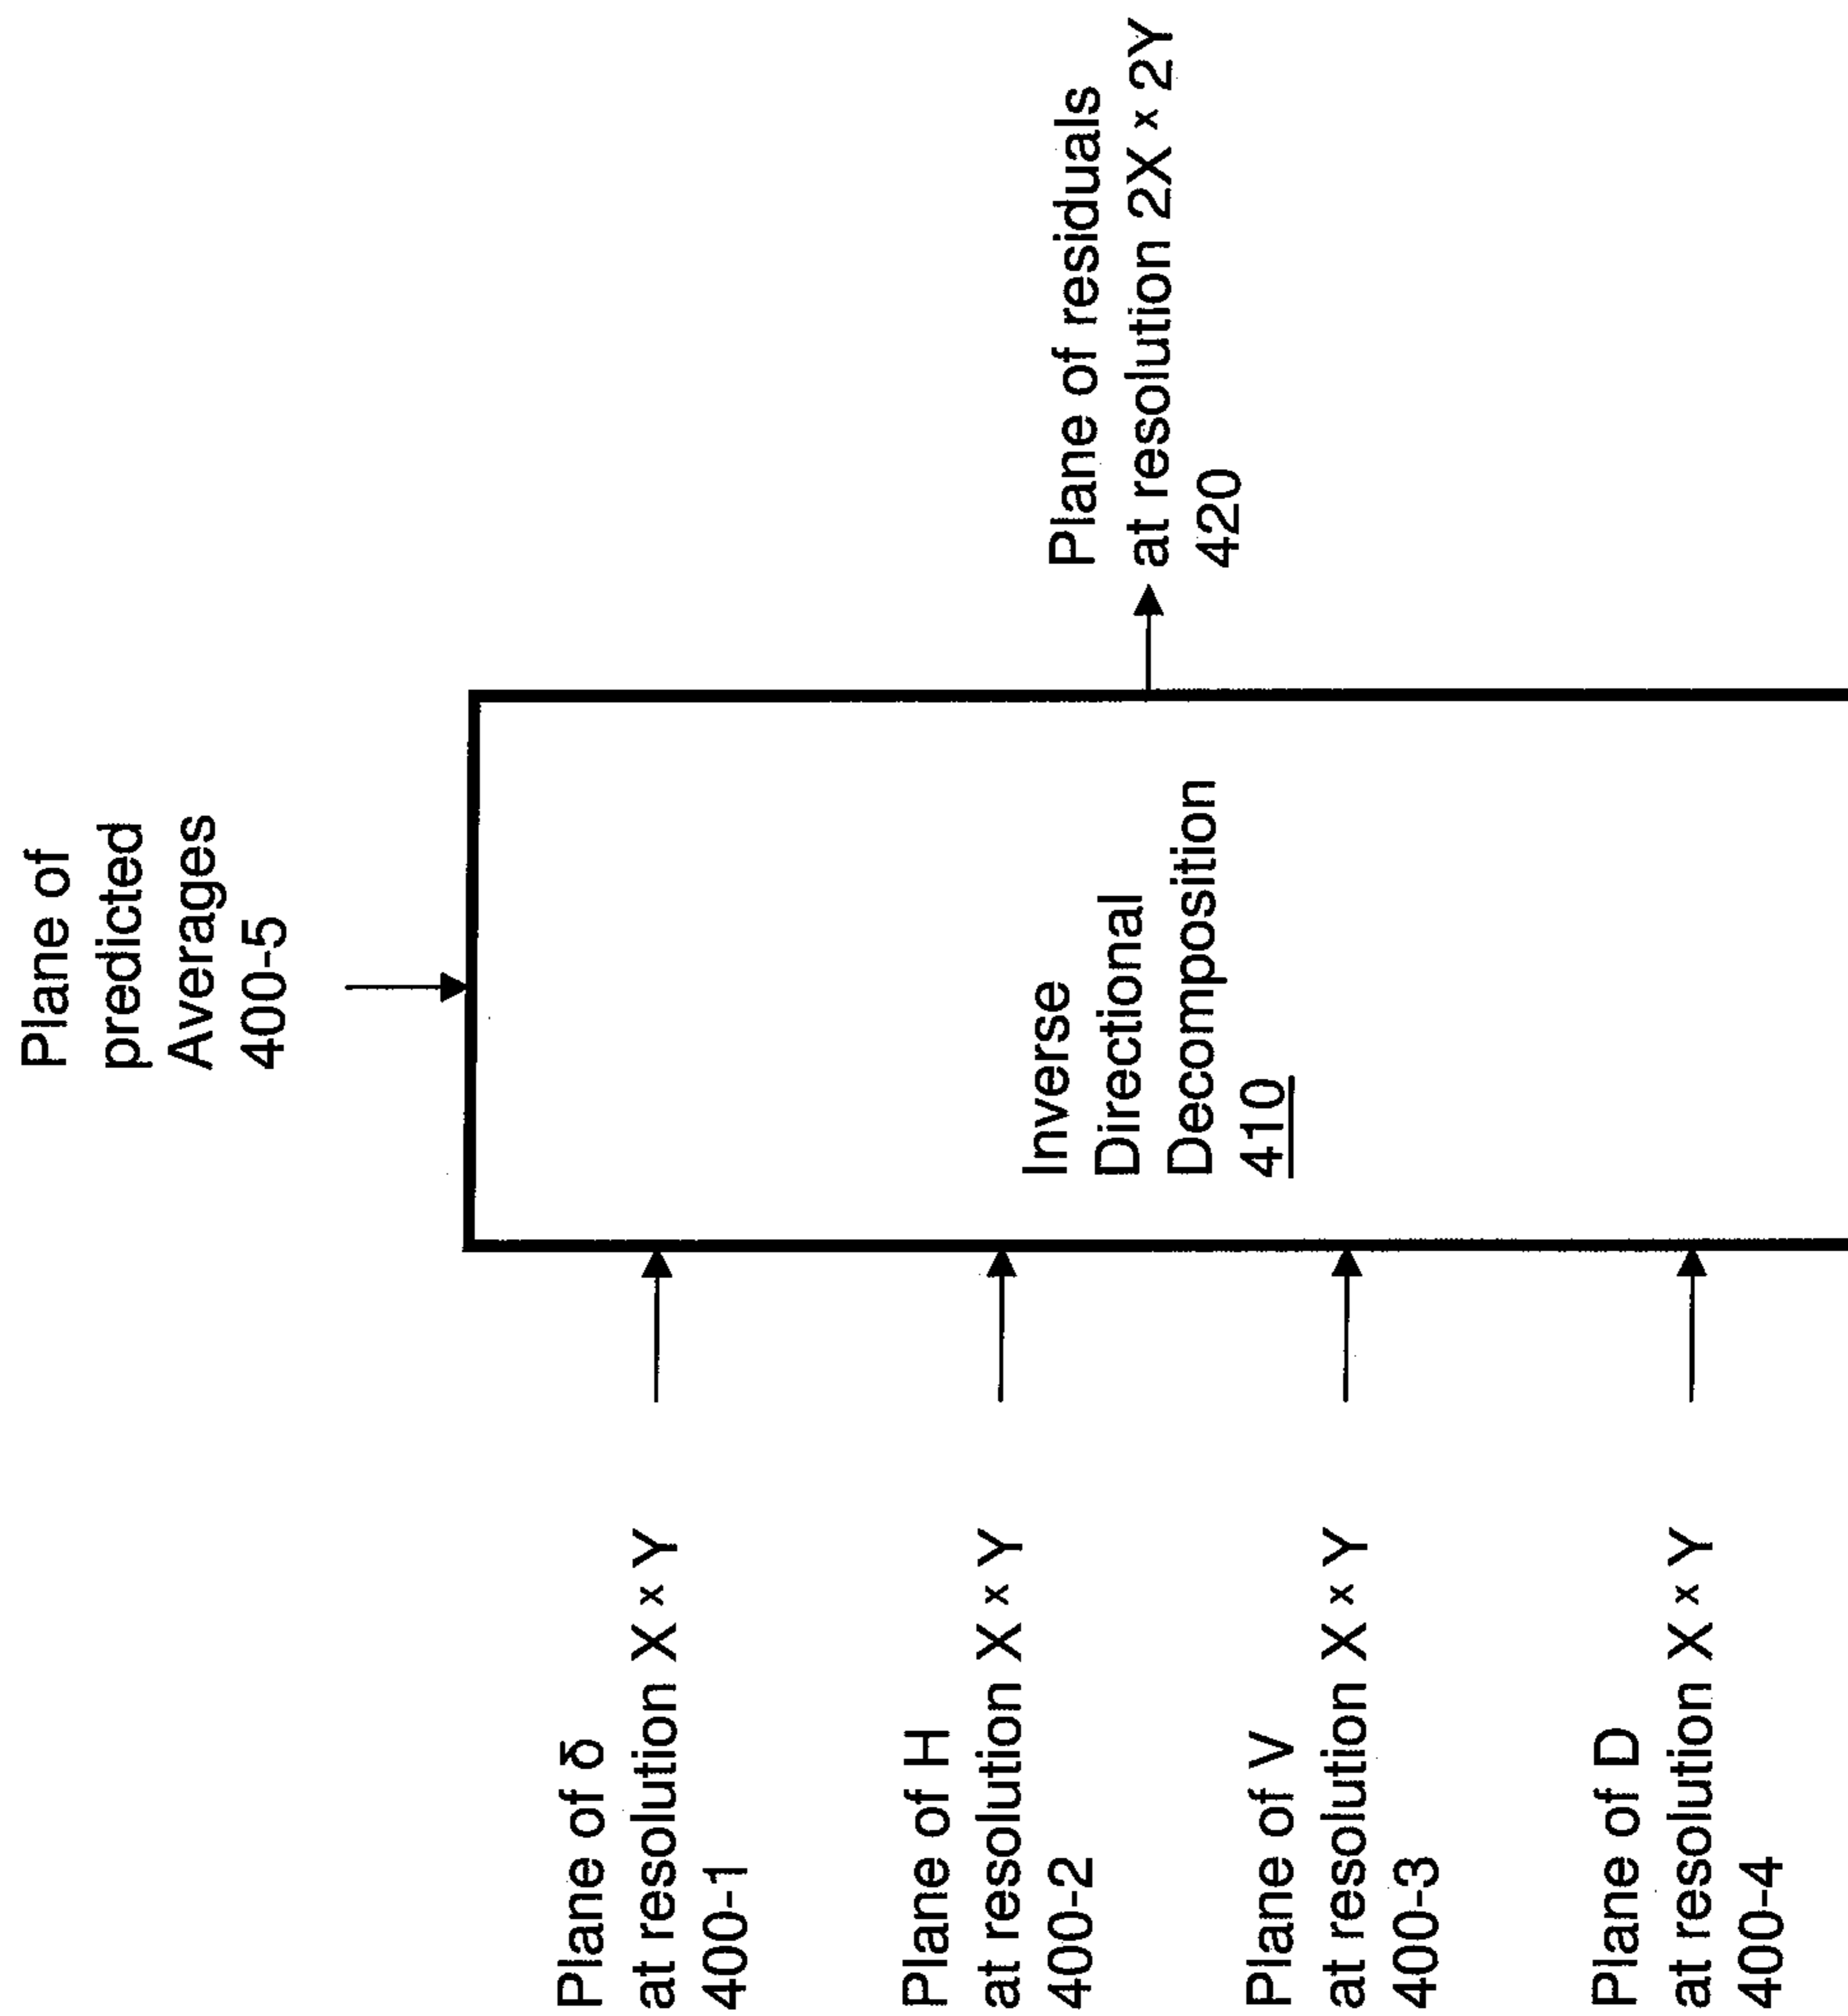 Plane of
predicted
Averages
400-5
Plane of δ
at resolution X × Y
400-1
Plane of H
at resolution X × Y
400-2
Plane of V
at resolution X × Y
400-3
Plane of D
at resolution X × Y
400-4
Inverse
Directional
Decomposition
410
Plane of residuals
at resolution 2X × 2Y
420